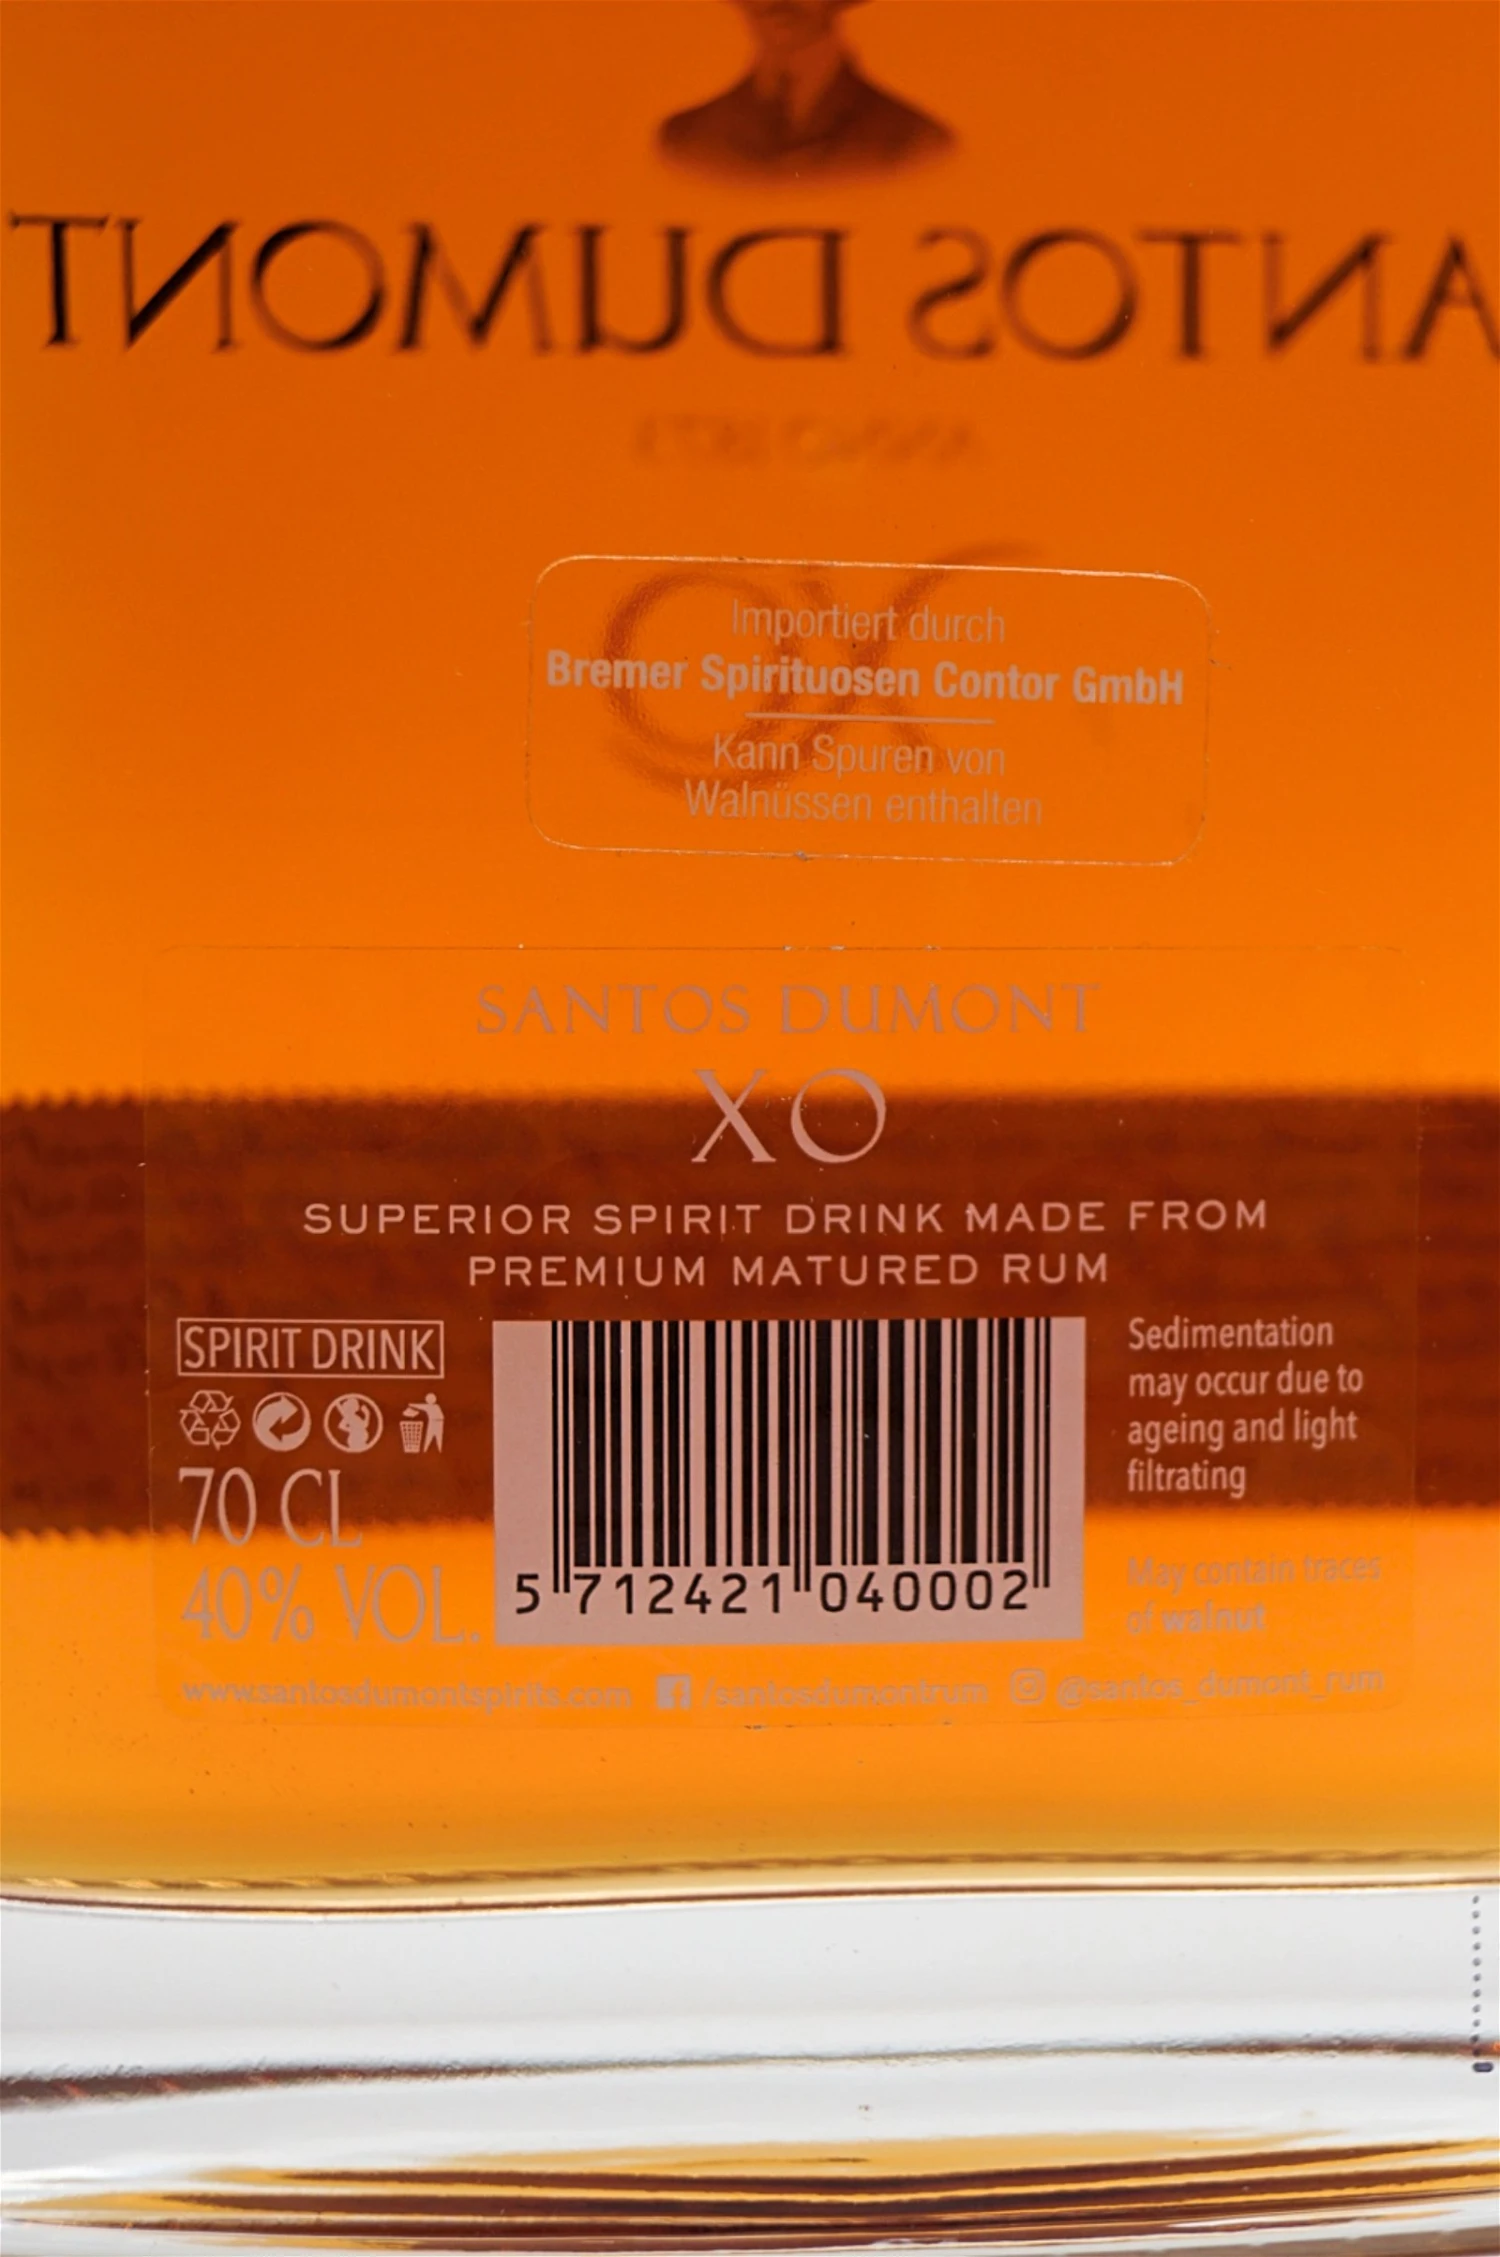 ANTOS DUMONT
XO
Importiert durch
Bremer Spirituosen Contor GmbH
Kann Spuren von
Walnüssen enthalten
SANTOS DUMONT
XO
SUPERIOR SPIRIT DRINK MADE FROM
PREMIUM MATURED RUM
SPIRIT DRINK
70 CL
40% VOL.
5 712421 040002
Sedimentation
may occur due to
ageing and light
filtrating
May contain traces
of walnut
www.santosdumontspirits.com /santosdumontrum @santos_dumont_rum